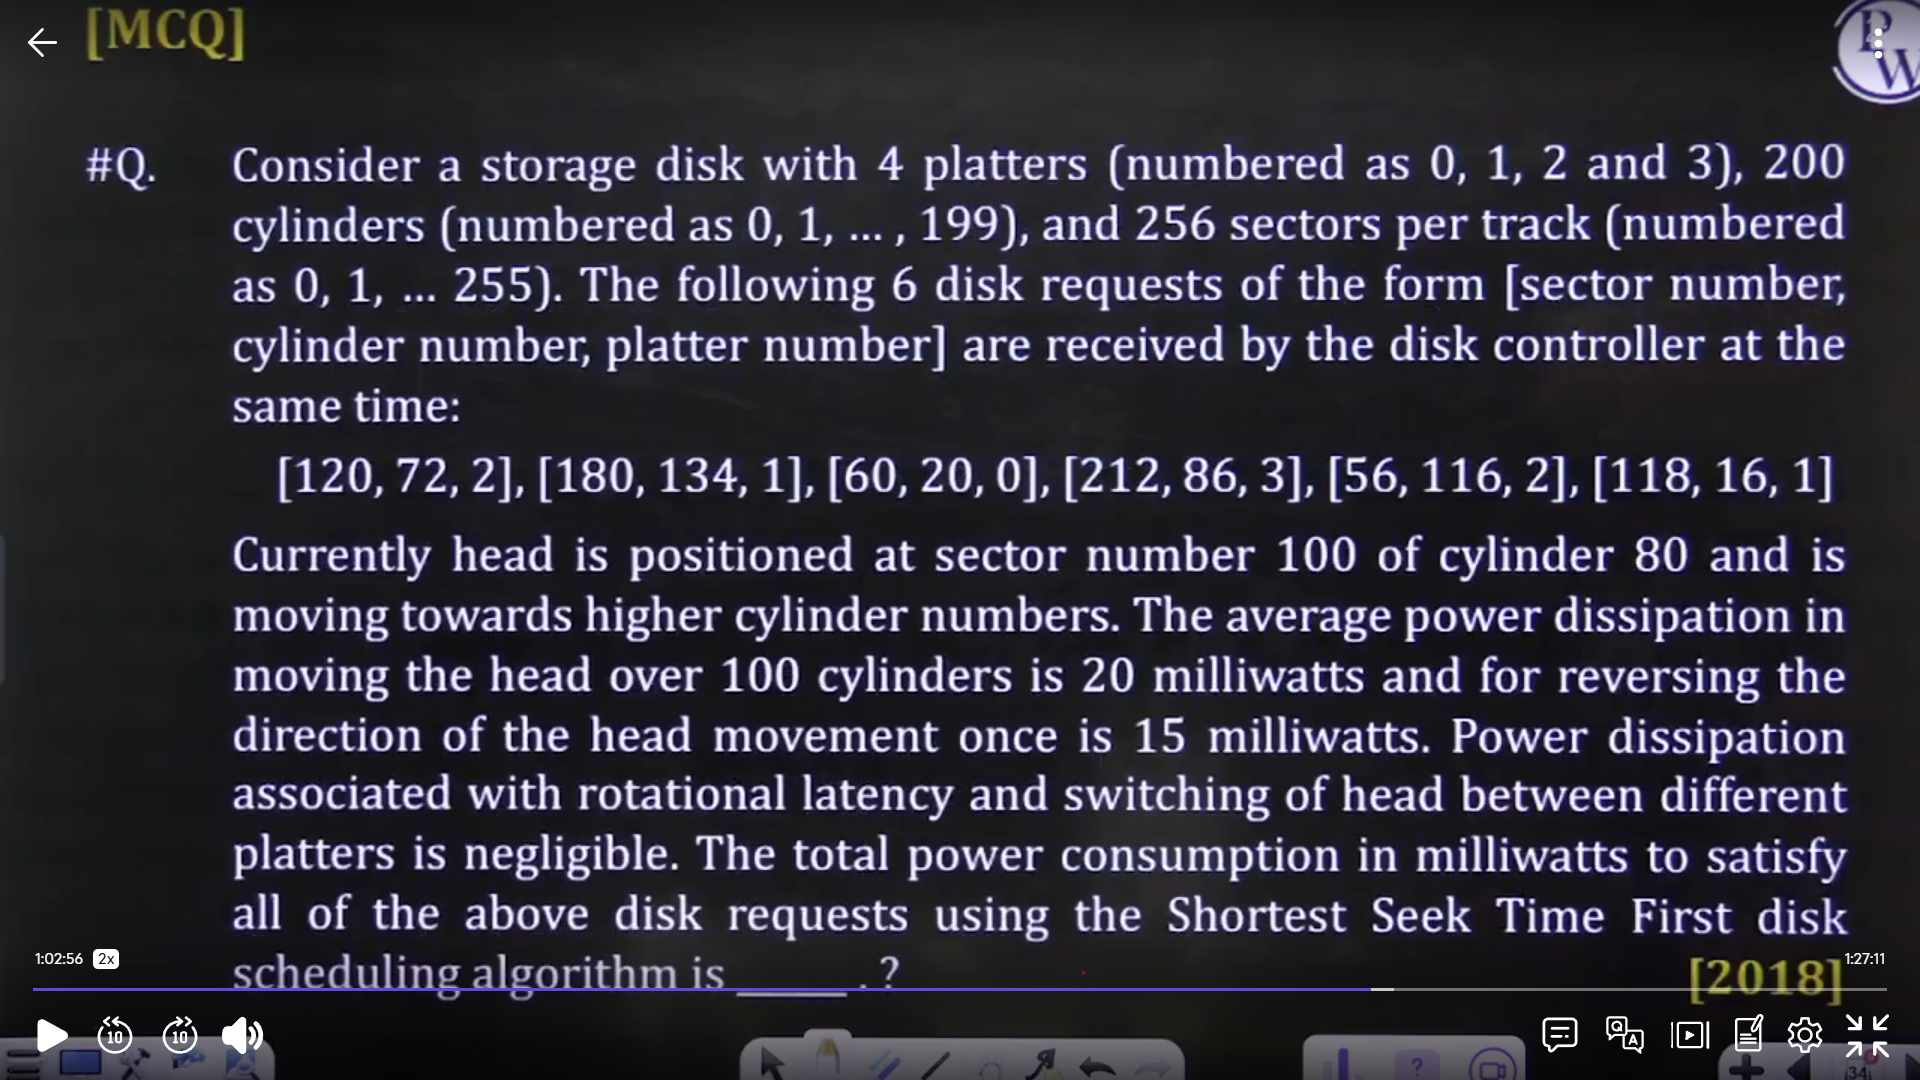 [MCQ]
PW
#Q. Consider a storage disk with 4 platters (numbered as 0, 1, 2 and 3), 200
cylinders (numbered as 0, 1, ... , 199), and 256 sectors per track (numbered
as 0, 1, ... 255). The following 6 disk requests of the form [sector number,
cylinder number, platter number] are received by the disk controller at the
same time:
[120, 72, 2], [180, 134, 1], [60, 20, 0], [212, 86, 3], [56, 116, 2], [118, 16, 1]
Currently head is positioned at sector number 100 of cylinder 80 and is
moving towards higher cylinder numbers. The average power dissipation in
moving the head over 100 cylinders is 20 milliwatts and for reversing the
direction of the head movement once is 15 milliwatts. Power dissipation
associated with rotational latency and switching of head between different
platters is negligible. The total power consumption in milliwatts to satisfy
all of the above disk requests using the Shortest Seek Time First disk
scheduling algorithm is _____ . ?
[2018]
1:02:56 2x 1:27:11
10 10 Q A
? 34